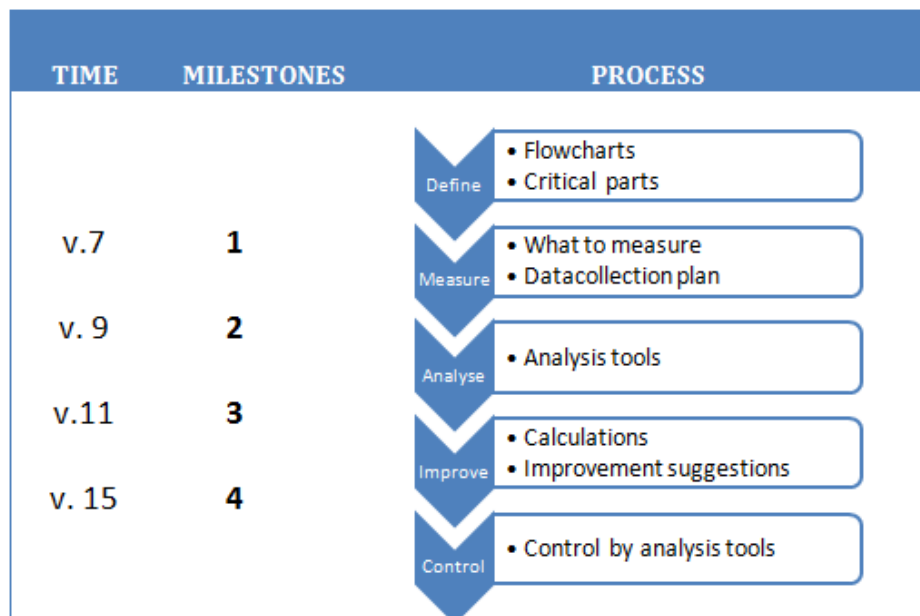 TIME MILESTONES PROCESS
• Flowcharts
Define
• Critical parts
v.7 1
• What to measure
Measure
• Datacollection plan
v. 9 2
Analyse
• Analysis tools
v.11 3
• Calculations
Improve
• Improvement suggestions
v. 15 4
Control
• Control by analysis tools